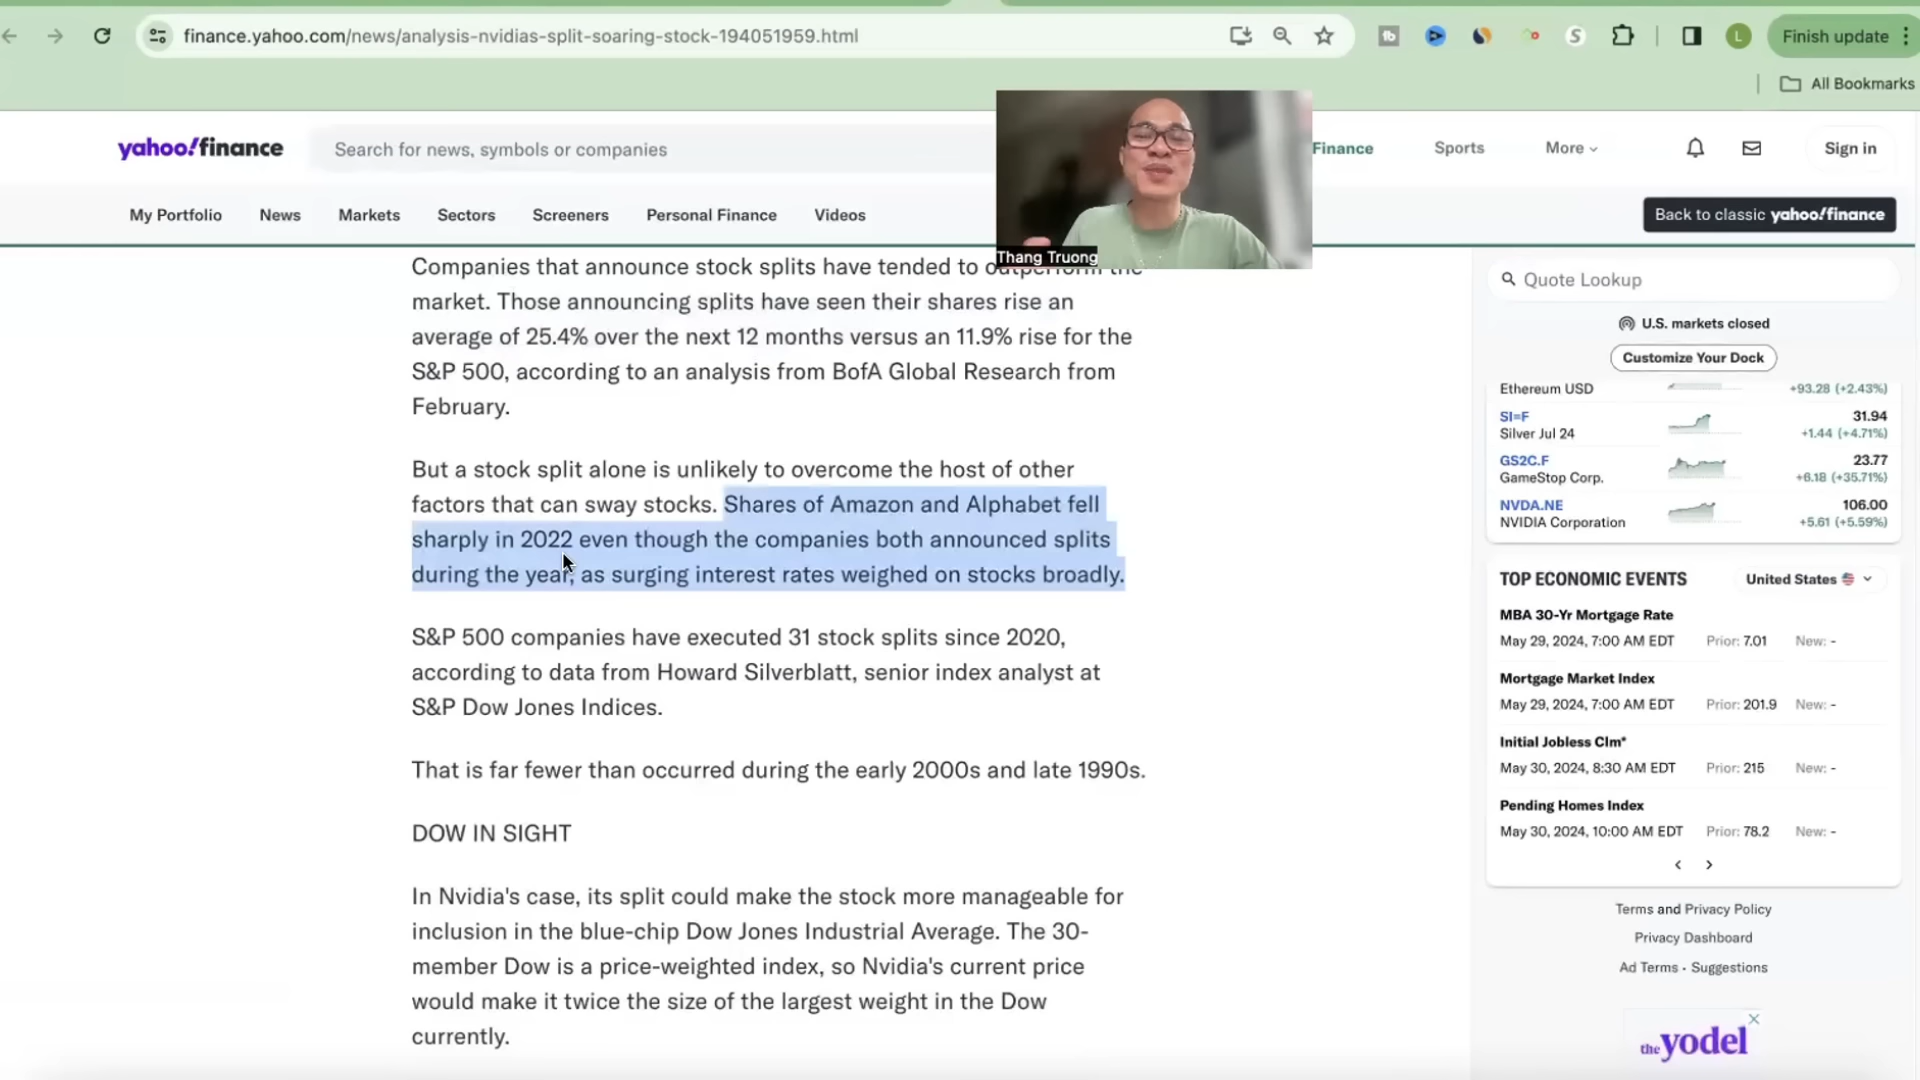 finance.yahoo.com/news/analysis-nvidias-split-soaring-stock-194051959.html
Finish update
L
All Bookmarks
yahoo!finance
Search for news, symbols or companies
Finance
Sports
More
Sign in
My Portfolio
News
Markets
Sectors
Screeners
Personal Finance
Videos
Back to classic yahoo!finance
Thang Truong
Companies that announce stock splits have tended to outperform the
market. Those announcing splits have seen their shares rise an
average of 25.4% over the next 12 months versus an 11.9% rise for the
S&P 500, according to an analysis from BofA Global Research from
February.
But a stock split alone is unlikely to overcome the host of other
factors that can sway stocks. Shares of Amazon and Alphabet fell
sharply in 2022 even though the companies both announced splits
during the year, as surging interest rates weighed on stocks broadly.
S&P 500 companies have executed 31 stock splits since 2020,
according to data from Howard Silverblatt, senior index analyst at
S&P Dow Jones Indices.
That is far fewer than occurred during the early 2000s and late 1990s.
DOW IN SIGHT
In Nvidia's case, its split could make the stock more manageable for
inclusion in the blue-chip Dow Jones Industrial Average. The 30-
member Dow is a price-weighted index, so Nvidia's current price
would make it twice the size of the largest weight in the Dow
currently.
Quote Lookup
U.S. markets closed
Customize Your Dock
Ethereum USD +93.28 (+2.43%)
SI=F 31.94
Silver Jul 24 +1.44 (+4.71%)
GS2C.F 23.77
GameStop Corp. +6.18 (+35.71%)
NVDA.NE 106.00
NVIDIA Corporation +5.61 (+5.59%)
TOP ECONOMIC EVENTS United States
MBA 30-Yr Mortgage Rate
May 29, 2024, 7:00 AM EDT Prior: 7.01 New: -
Mortgage Market Index
May 29, 2024, 7:00 AM EDT Prior: 201.9 New: -
Initial Jobless Clm*
May 30, 2024, 8:30 AM EDT Prior: 215 New: -
Pending Homes Index
May 30, 2024, 10:00 AM EDT Prior: 78.2 New: -
Terms and Privacy Policy
Privacy Dashboard
Ad Terms • Suggestions
the yodel